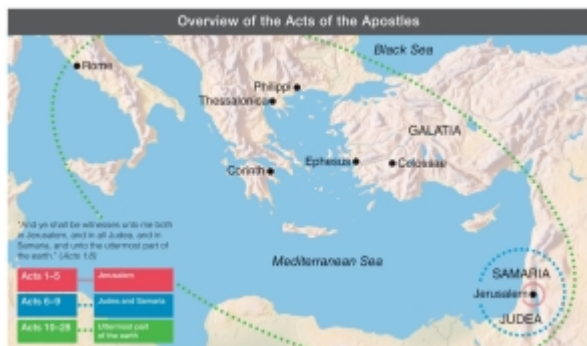 Overview of the Acts of the Apostles
Black Sea
Rome
Philippi
Thessalonica
GALATIA
Corinth
Ephesus
Colossae
"And ye shall be witnesses unto me both
in Jerusalem, and in all Judea, and in
Samaria, and unto the uttermost part of
the earth." (Acts 1:8)
Mediterranean Sea
SAMARIA
Jerusalem
JUDEA
Acts 1–5 Jerusalem
Acts 6–9 Judea and Samaria
Acts 10–28 Uttermost part
of the earth